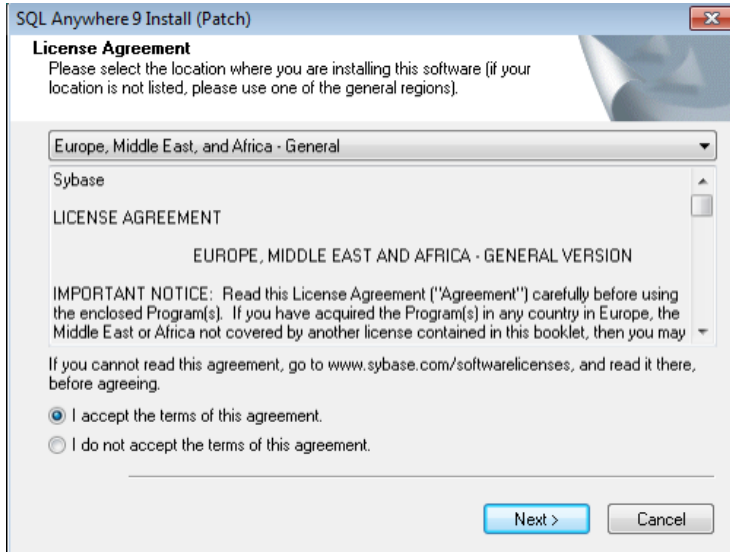 SQL Anywhere 9 Install (Patch)
License Agreement
Please select the location where you are installing this software (if your
location is not listed, please use one of the general regions).
Europe, Middle East, and Africa - General
Sybase
LICENSE AGREEMENT
EUROPE, MIDDLE EAST AND AFRICA - GENERAL VERSION
IMPORTANT NOTICE: Read this License Agreement ("Agreement") carefully before using
the enclosed Program(s). If you have acquired the Program(s) in any country in Europe, the
Middle East or Africa not covered by another license contained in this booklet, then you may
If you cannot read this agreement, go to www.sybase.com/softwarelicenses, and read it there,
before agreeing.
I accept the terms of this agreement.
I do not accept the terms of this agreement.
Next >
Cancel